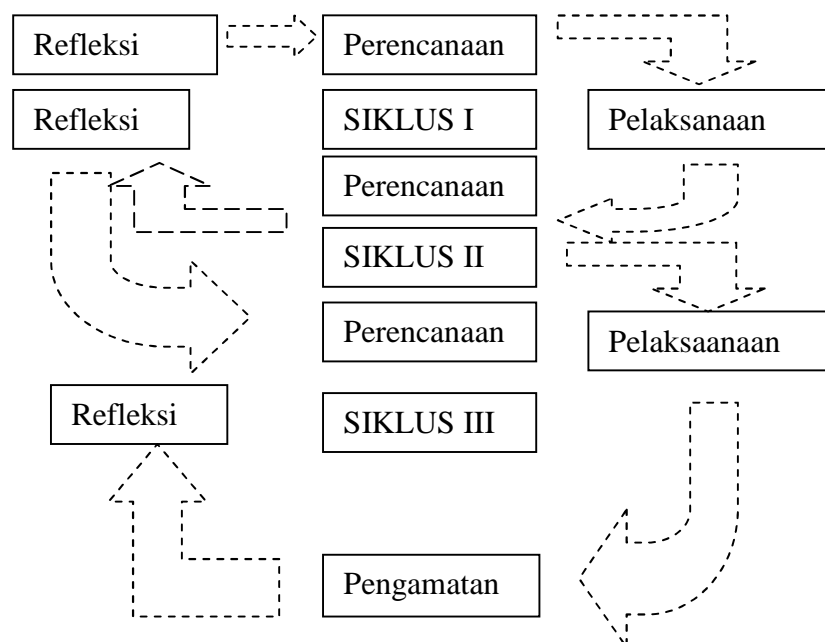 Refleksi
Perencanaan
Refleksi
SIKLUS I
Pelaksanaan
Perencanaan
SIKLUS II
Perencanaan
Pelaksaanaan
Refleksi
SIKLUS III
Pengamatan